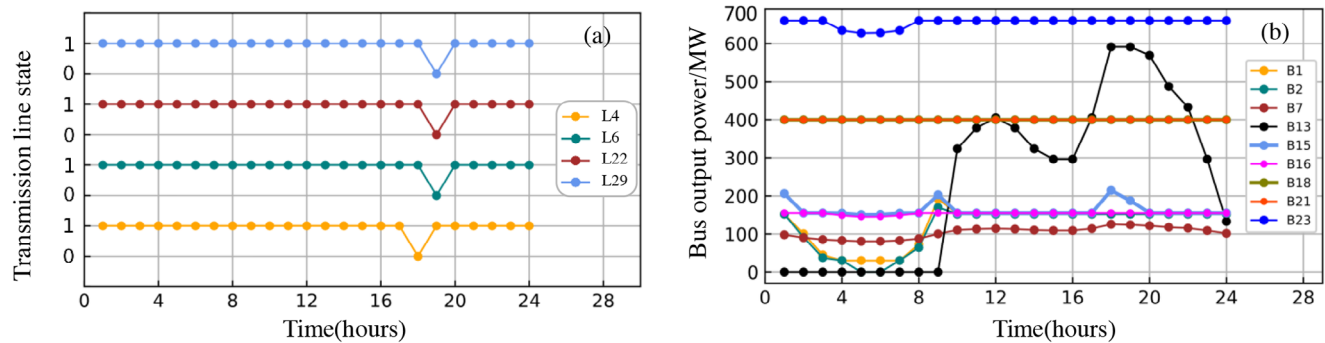 (a)
Transmission line state
1
0
1
0
1
0
1
0
L4
L6
L22
L29
0 4 8 12 16 20 24 28
Time(hours)
(b)
Bus output power/MW
700
600
500
400
300
200
100
0
B1
B2
B7
B13
B15
B16
B18
B21
B23
0 4 8 12 16 20 24 28
Time(hours)